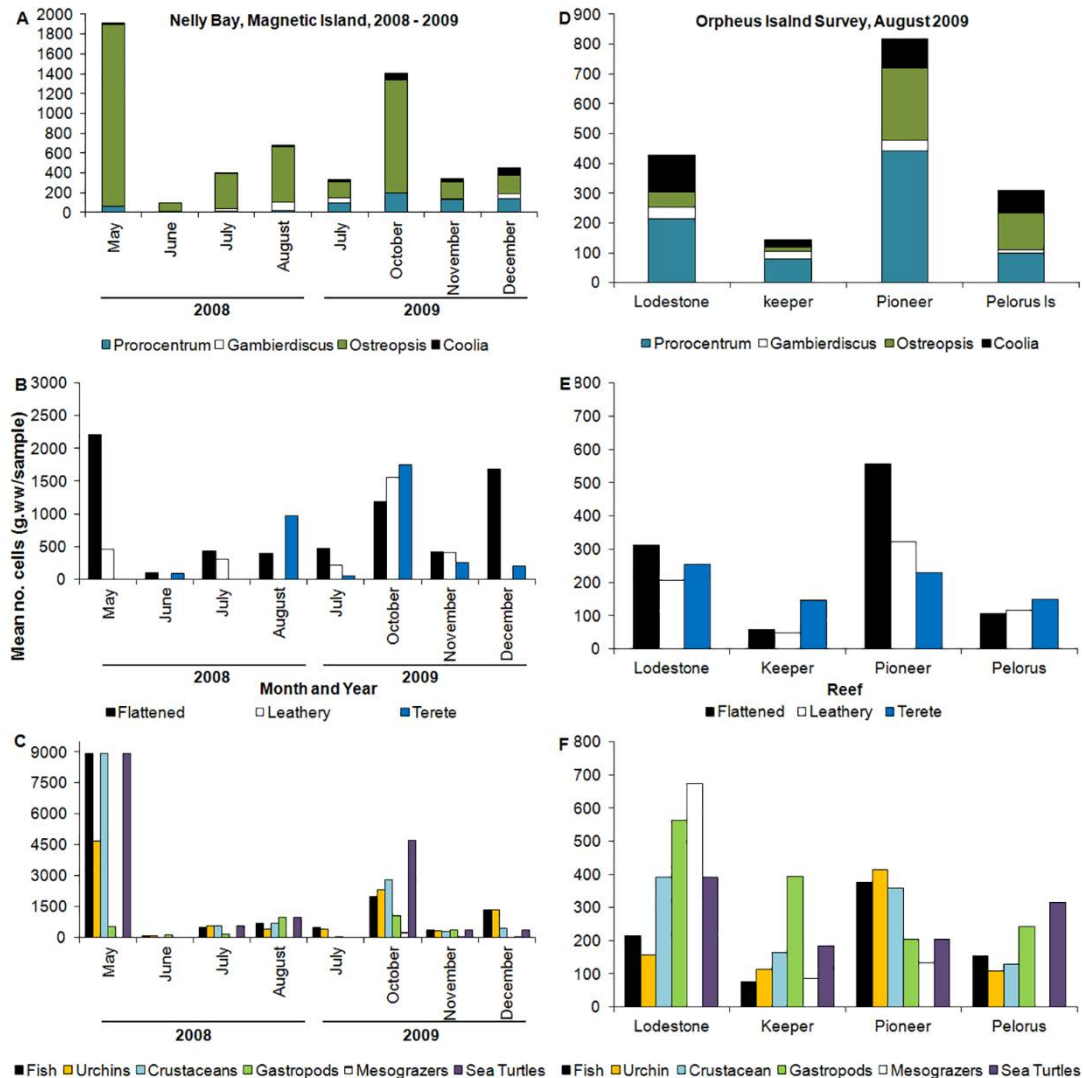 A
Nelly Bay, Magnetic Island, 2008 - 2009
2000
1800
1600
1400
1200
1000
800
600
400
200
0
May
June
July
August
July
October
November
December
2008
2009
Prorocentrum Gambierdiscus Ostreopsis Coolia
D
Orpheus Isalnd Survey, August 2009
900
800
700
600
500
400
300
200
100
0
Lodestone
keeper
Pioneer
Pelorus Is
Prorocentrum Gambierdiscus Ostreopsis Coolia
Mean no. cells (g.ww/sample)
B
3000
2500
2000
1500
1000
500
0
May
June
July
August
July
October
November
December
2008
2009
Month and Year
Flattened Leathery Terete
E
800
700
600
500
400
300
200
100
0
Lodestone
Keeper
Pioneer
Pelorus
Reef
Flattened Leathery Terete
C
9000
7500
6000
4500
3000
1500
0
May
June
July
August
July
October
November
December
2008
2009
Fish Urchins Crustaceans Gastropods Mesograzers Sea Turtles
F
800
700
600
500
400
300
200
100
0
Lodestone
Keeper
Pioneer
Pelorus
Fish Urchin Crustacean Gastropods Mesograzers Sea Turtles